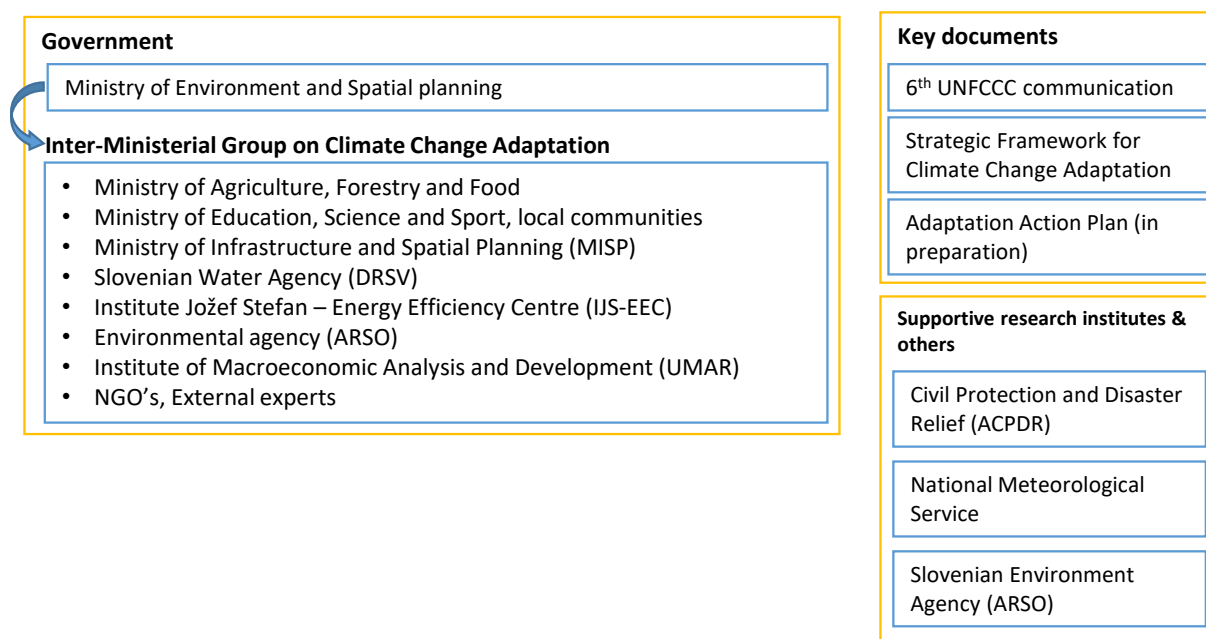 Government
Ministry of Environment and Spatial planning
Inter-Ministerial Group on Climate Change Adaptation
• Ministry of Agriculture, Forestry and Food
• Ministry of Education, Science and Sport, local communities
• Ministry of Infrastructure and Spatial Planning (MISP)
• Slovenian Water Agency (DRSV)
• Institute Jožef Stefan – Energy Efficiency Centre (IJS-EEC)
• Environmental agency (ARSO)
• Institute of Macroeconomic Analysis and Development (UMAR)
• NGO’s, External experts
Key documents
6th UNFCCC communication
Strategic Framework for
Climate Change Adaptation
Adaptation Action Plan (in
preparation)
Supportive research institutes &
others
Civil Protection and Disaster
Relief (ACPDR)
National Meteorological
Service
Slovenian Environment
Agency (ARSO)